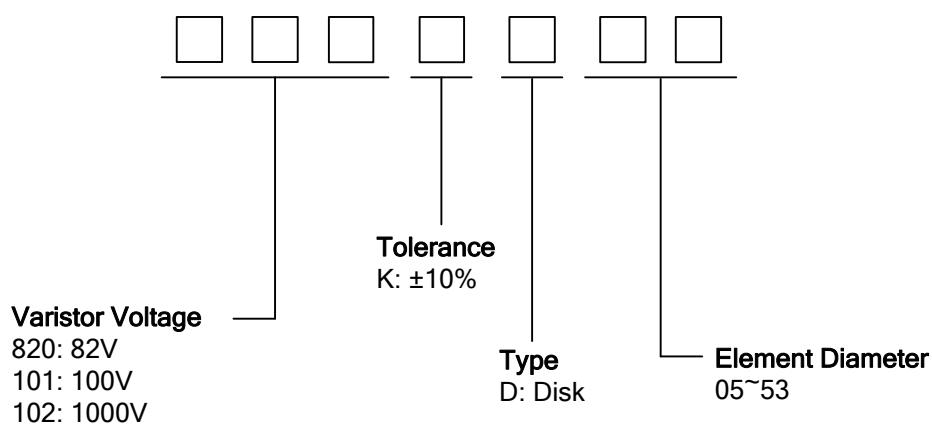 Tolerance
K: ±10%
Varistor Voltage
820: 82V
101: 100V
102: 1000V
Type
D: Disk
Element Diameter
05~53